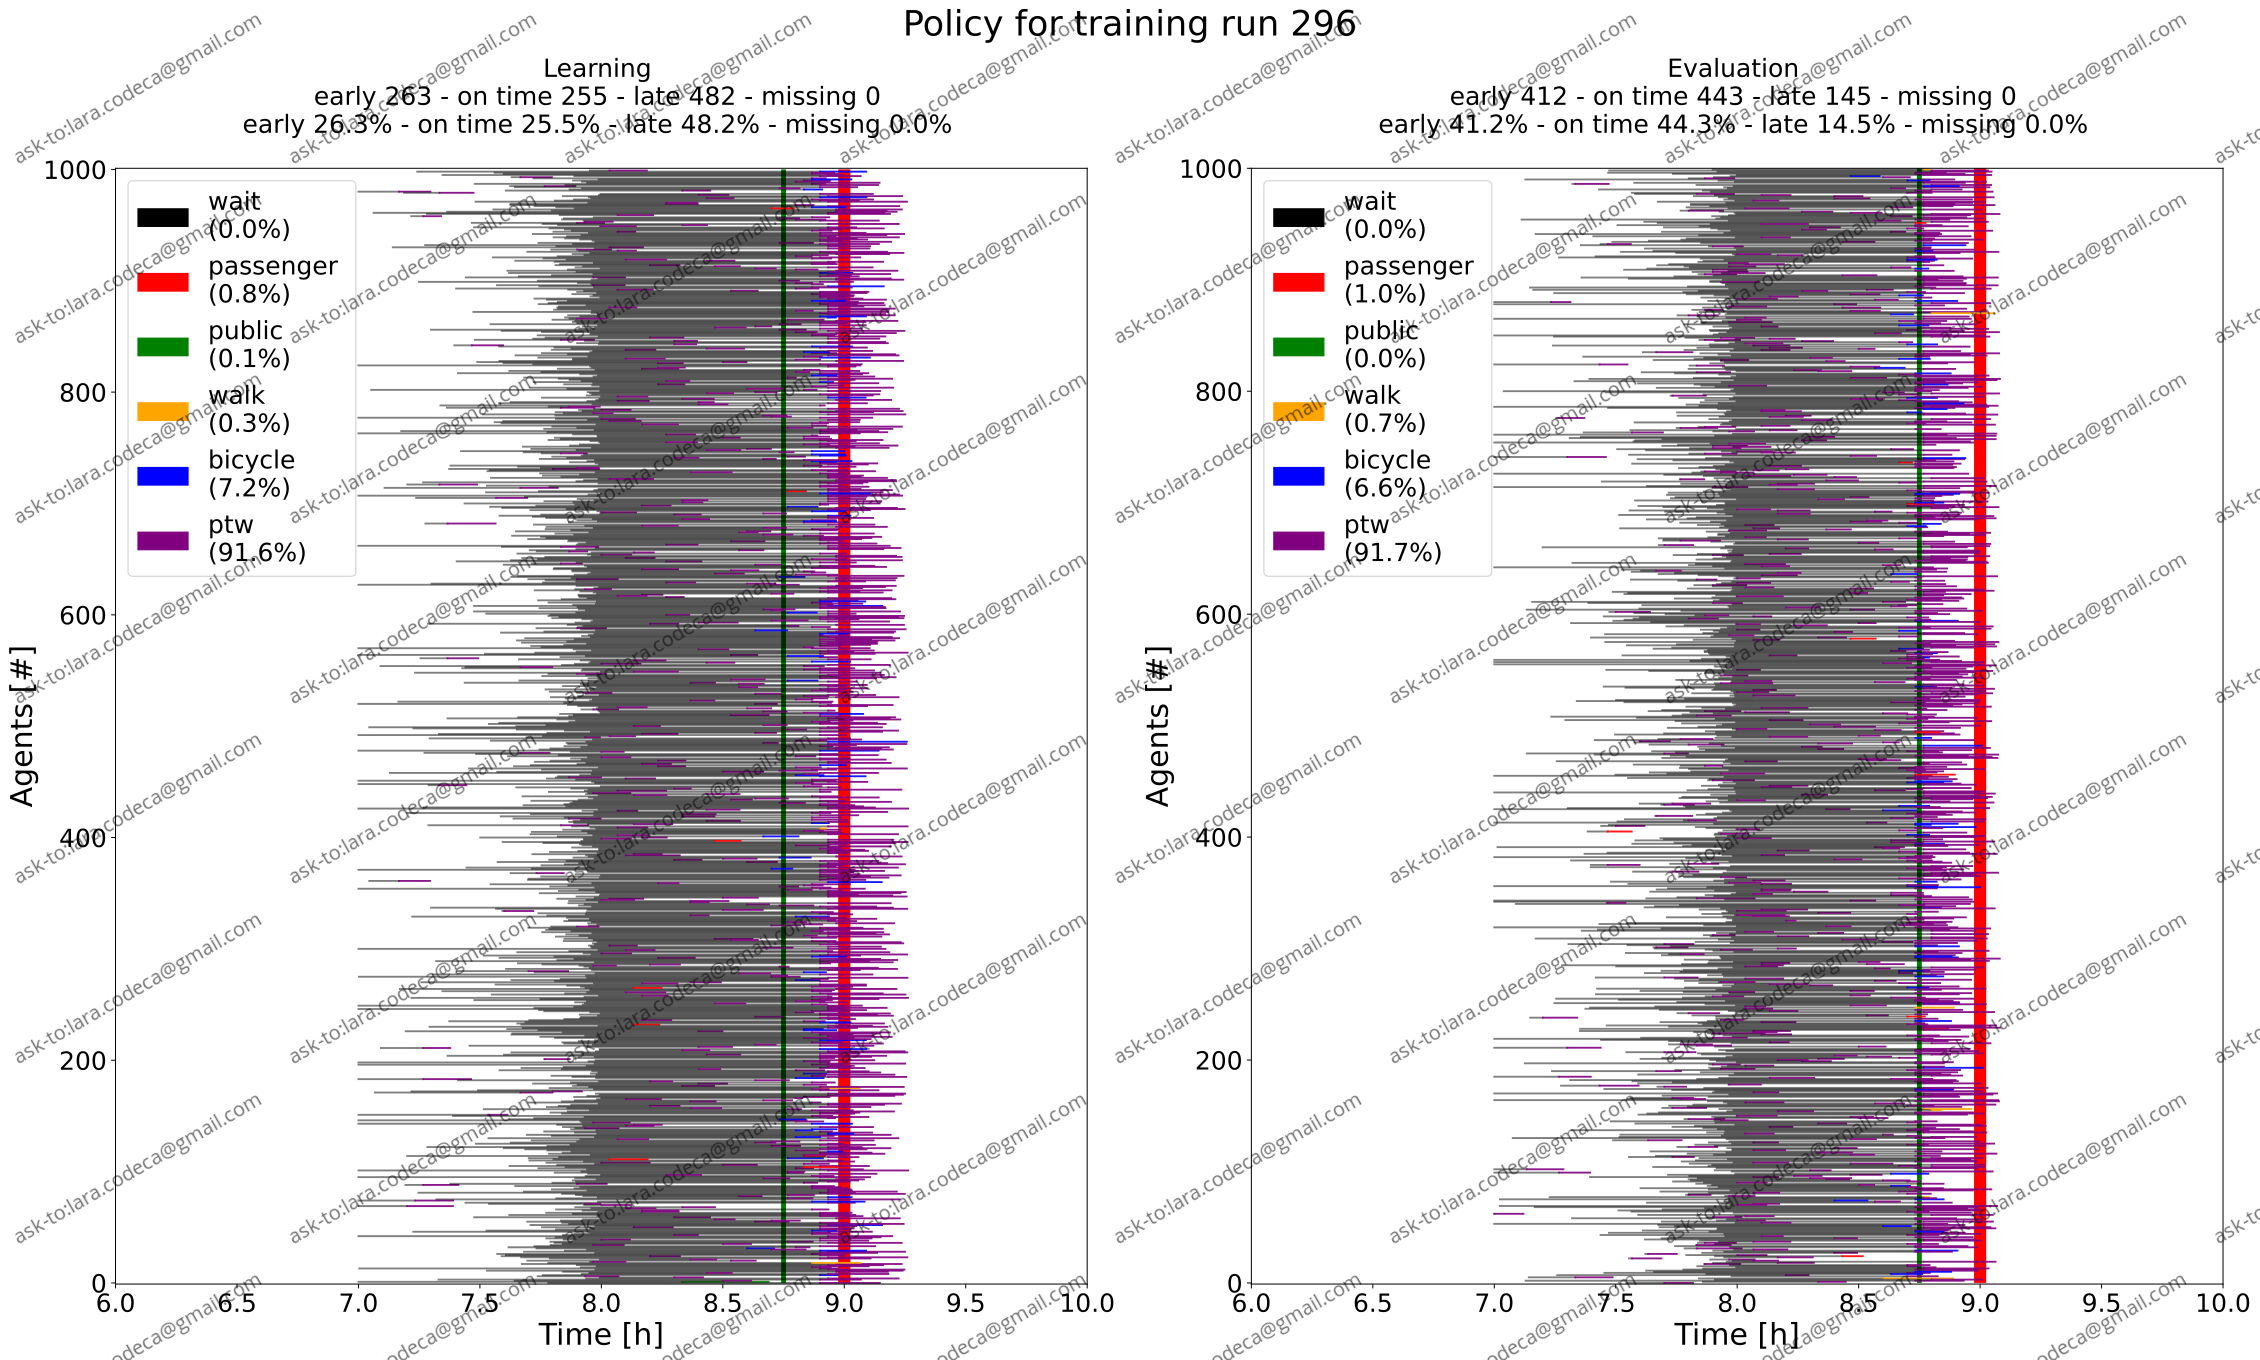 Policy for training run 296
Learning
early 263 - on time 255 - late 482 - missing 0
early 26.3% - on time 25.5% - late 48.2% - missing 0.0%
Agents [#]
1000
800
600
400
200
0
wait
(0.0%)
passenger
(0.8%)
public
(0.1%)
walk
(0.3%)
bicycle
(7.2%)
ptw
(91.6%)
6.0 6.5 7.0 7.5 8.0 8.5 9.0 9.5 10.0
Time [h]
Evaluation
early 412 - on time 443 - late 145 - missing 0
early 41.2% - on time 44.3% - late 14.5% - missing 0.0%
Agents [#]
1000
800
600
400
200
0
wait
(0.0%)
passenger
(1.0%)
public
(0.0%)
walk
(0.7%)
bicycle
(6.6%)
ptw
(91.7%)
6.0 6.5 7.0 7.5 8.0 8.5 9.0 9.5 10.0
Time [h]
ask-to:lara.codeca@gmail.com